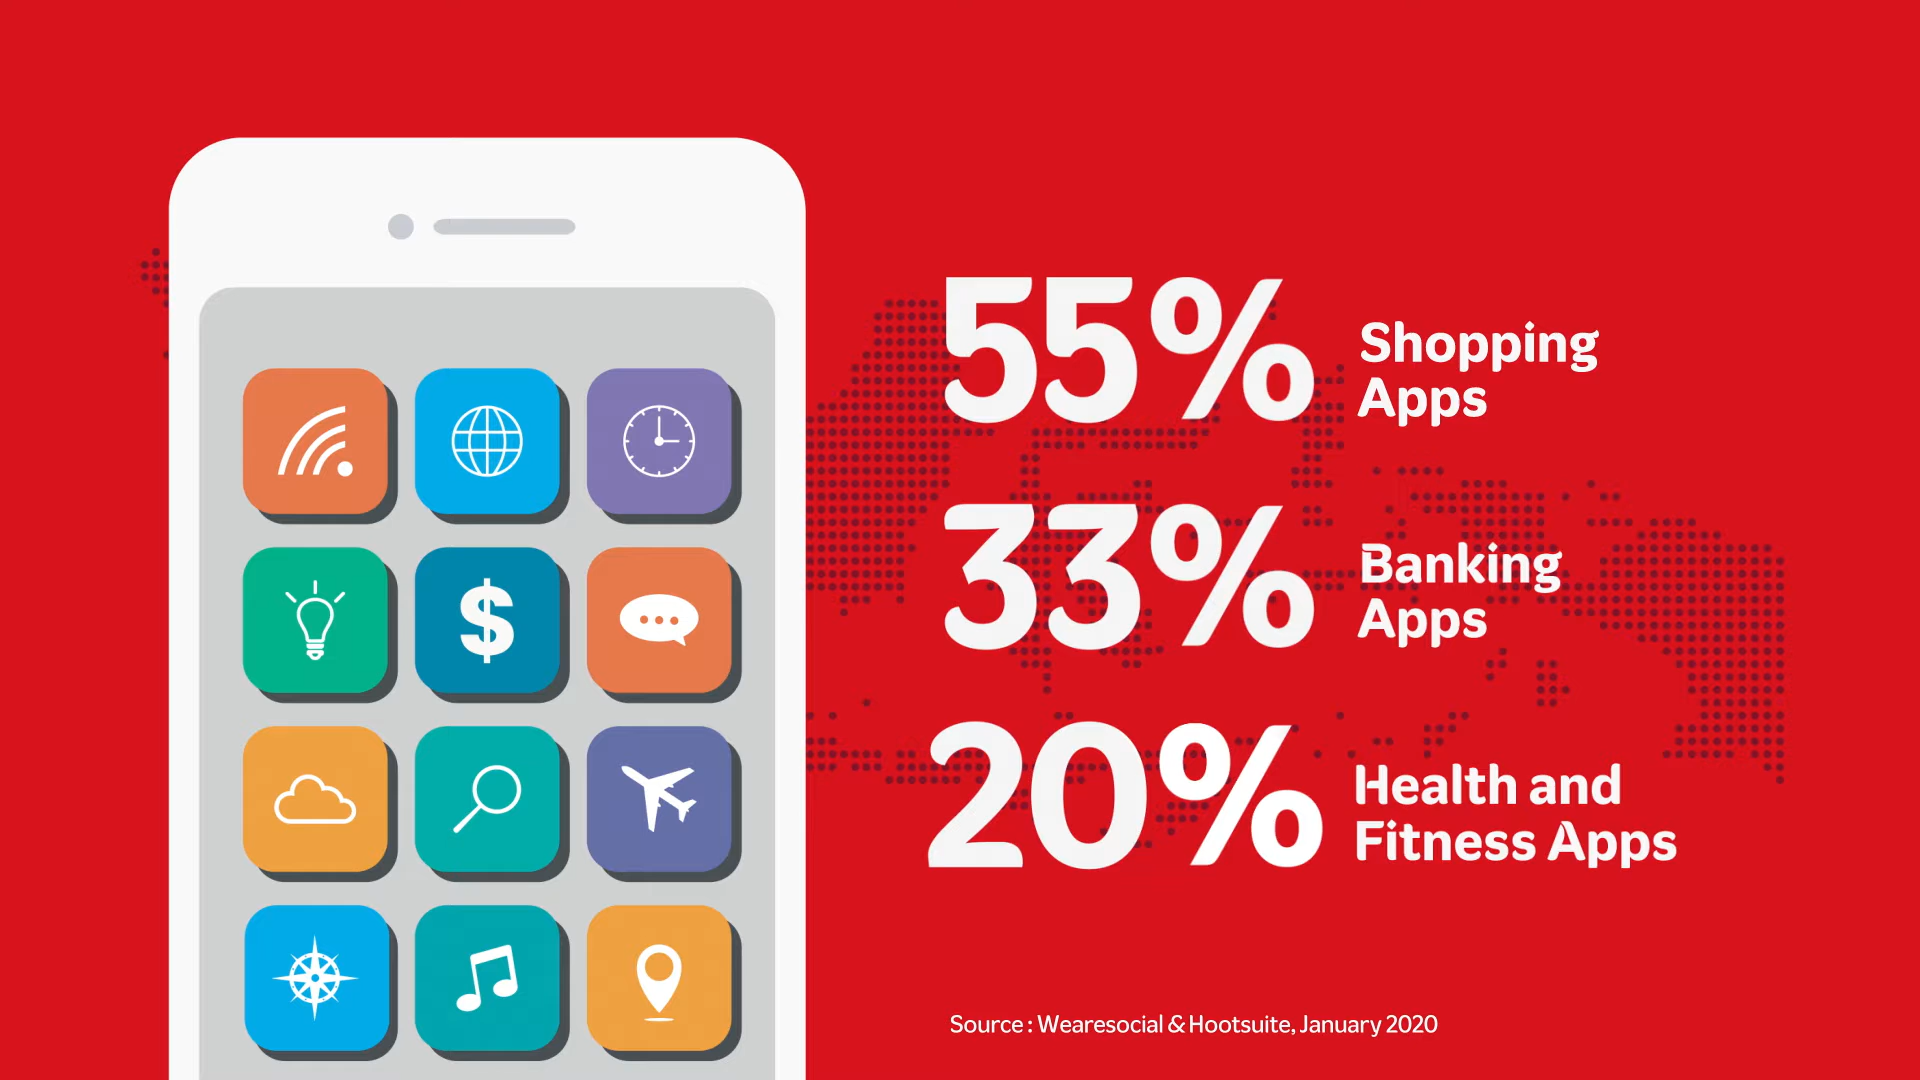 55%
Shopping
Apps
33%
Banking
Apps
20%
Health and
Fitness Apps
$
Source : Wearesocial & Hootsuite, January 2020